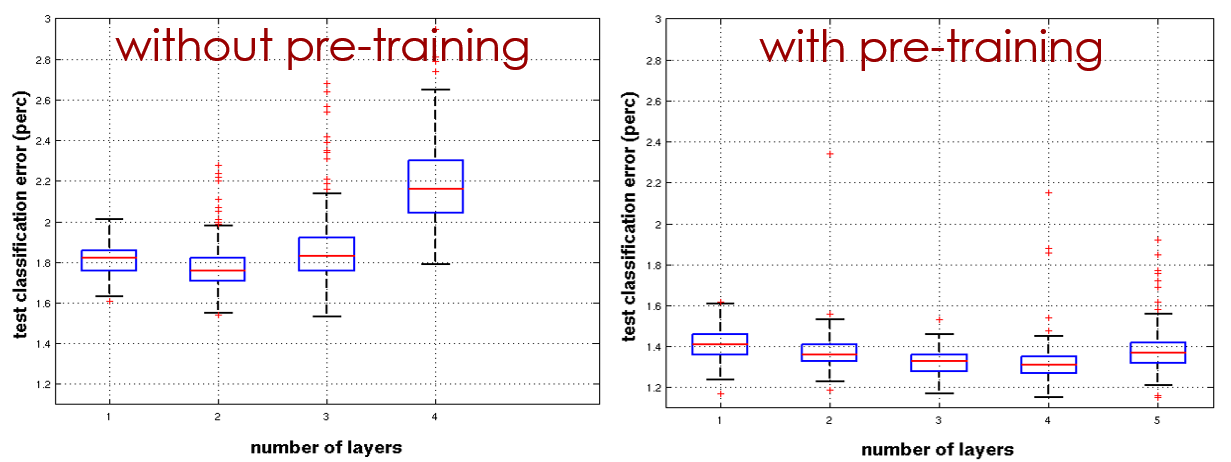 without pre-training
3
2.8
2.6
2.4
2.2
2
1.8
1.6
1.4
1.2
test classification error (perc)
1 2 3 4
number of layers
with pre-training
3
2.8
2.6
2.4
2.2
2
1.8
1.6
1.4
1.2
test classification error (perc)
1 2 3 4 5
number of layers